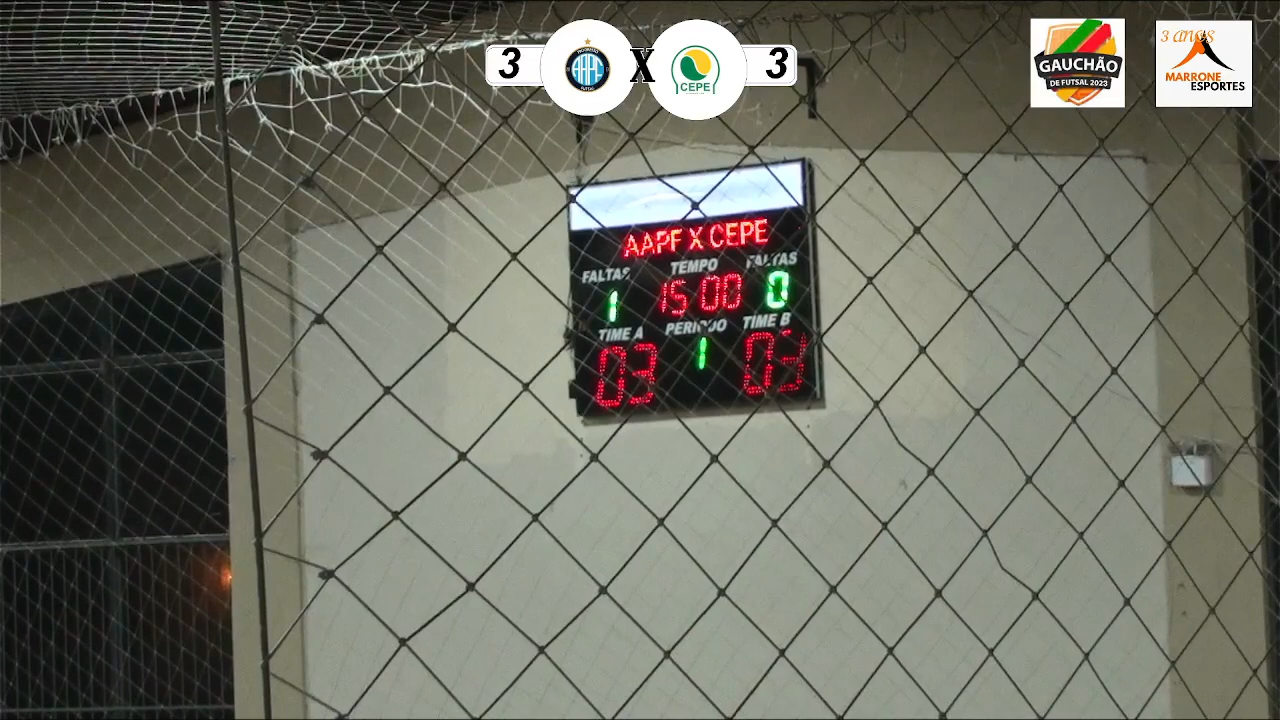 3 X 3
CEPE
GAUCHÃO
DE FUTSAL 2023
3 anos
MARRONE
ESPORTES
AAPF X CEPE
FALTAS TEMPO FALTAS
1 15 00 0
TIME A PERIODO TIME B
03 1 03